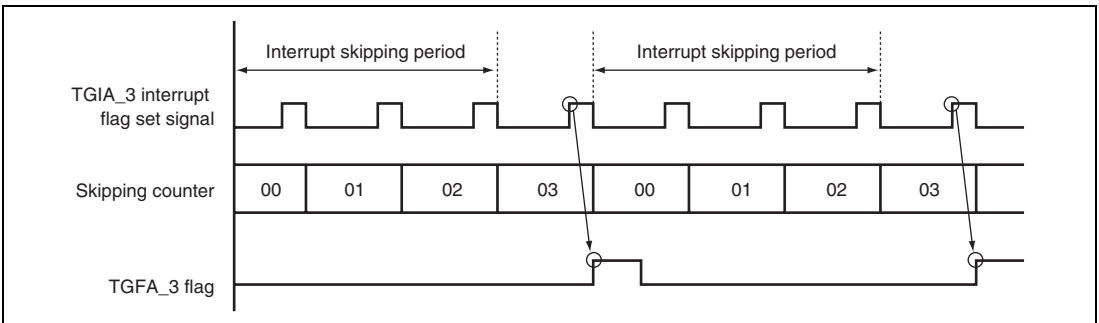 Interrupt skipping period Interrupt skipping period
TGIA_3 interrupt
flag set signal
Skipping counter 00 01 02 03 00 01 02 03
TGFA_3 flag